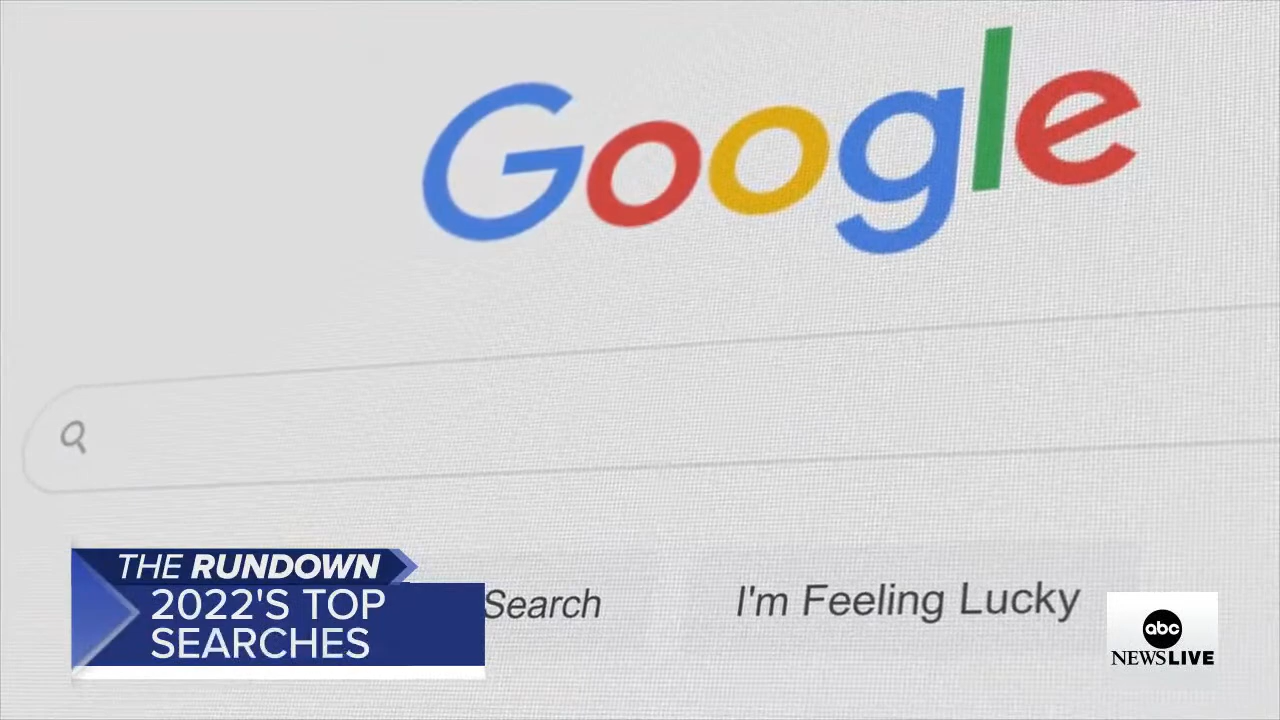 Google
THE RUNDOWN
2022'S TOP
SEARCHES
Search
I'm Feeling Lucky
abc
NEWSLIVE